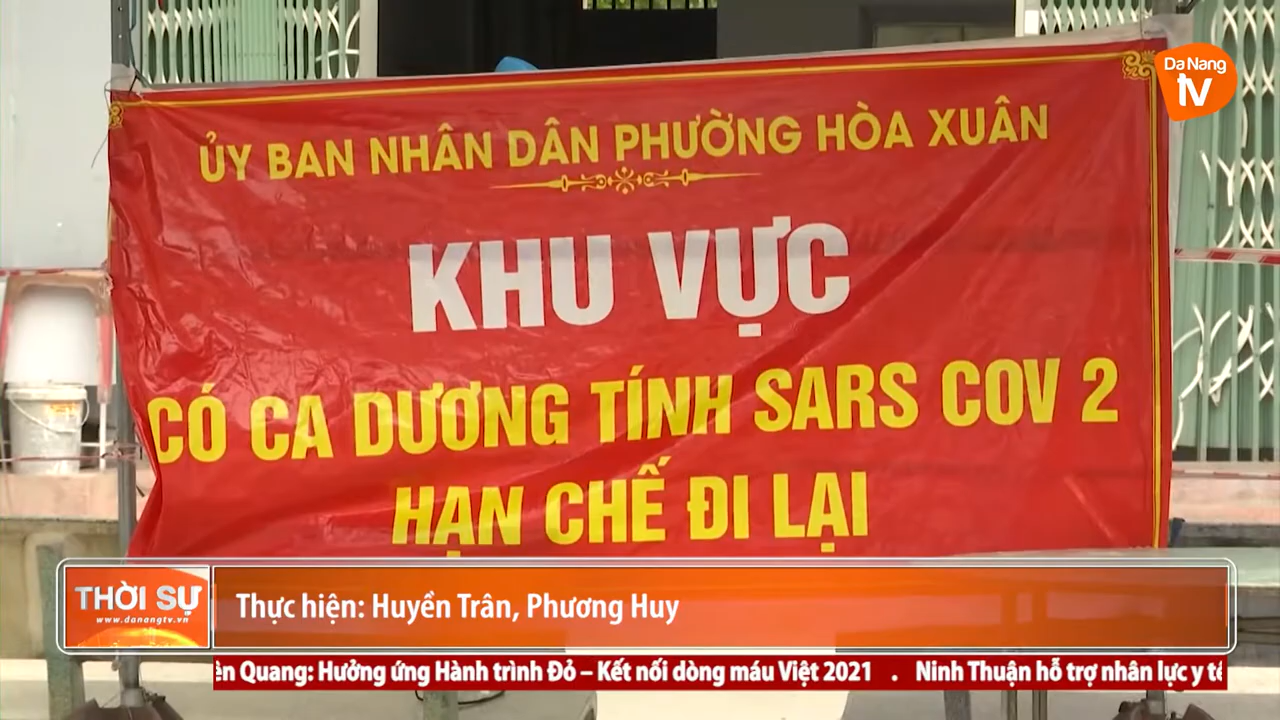 Da Nang
tv
ỦY BAN NHÂN DÂN PHƯỜNG HÒA XUÂN
KHU VỰC
CÓ CA DƯƠNG TÍNH SARS COV 2
HẠN CHẾ ĐI LẠI
THỜI SỰ
www.danangtv.vn
Thực hiện: Huyền Trân, Phương Huy
ên Quang: Hưởng ứng Hành trình Đỏ – Kết nối dòng máu Việt 2021 . Ninh Thuận hỗ trợ nhân lực y tế